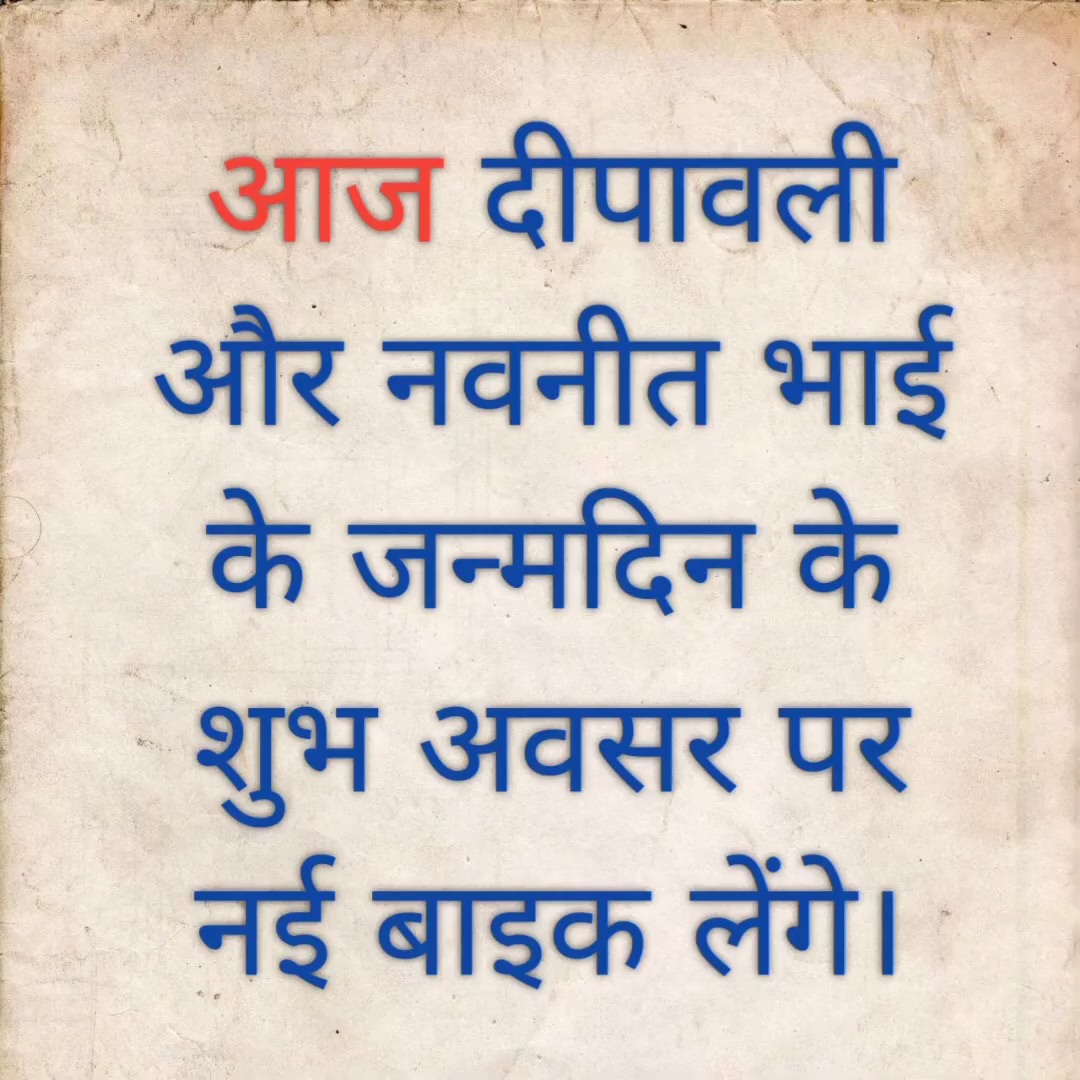 आज दीपावली
और नवनीत भाई
के जन्मदिन के
शुभ अवसर पर
नई बाइक लेंगे।